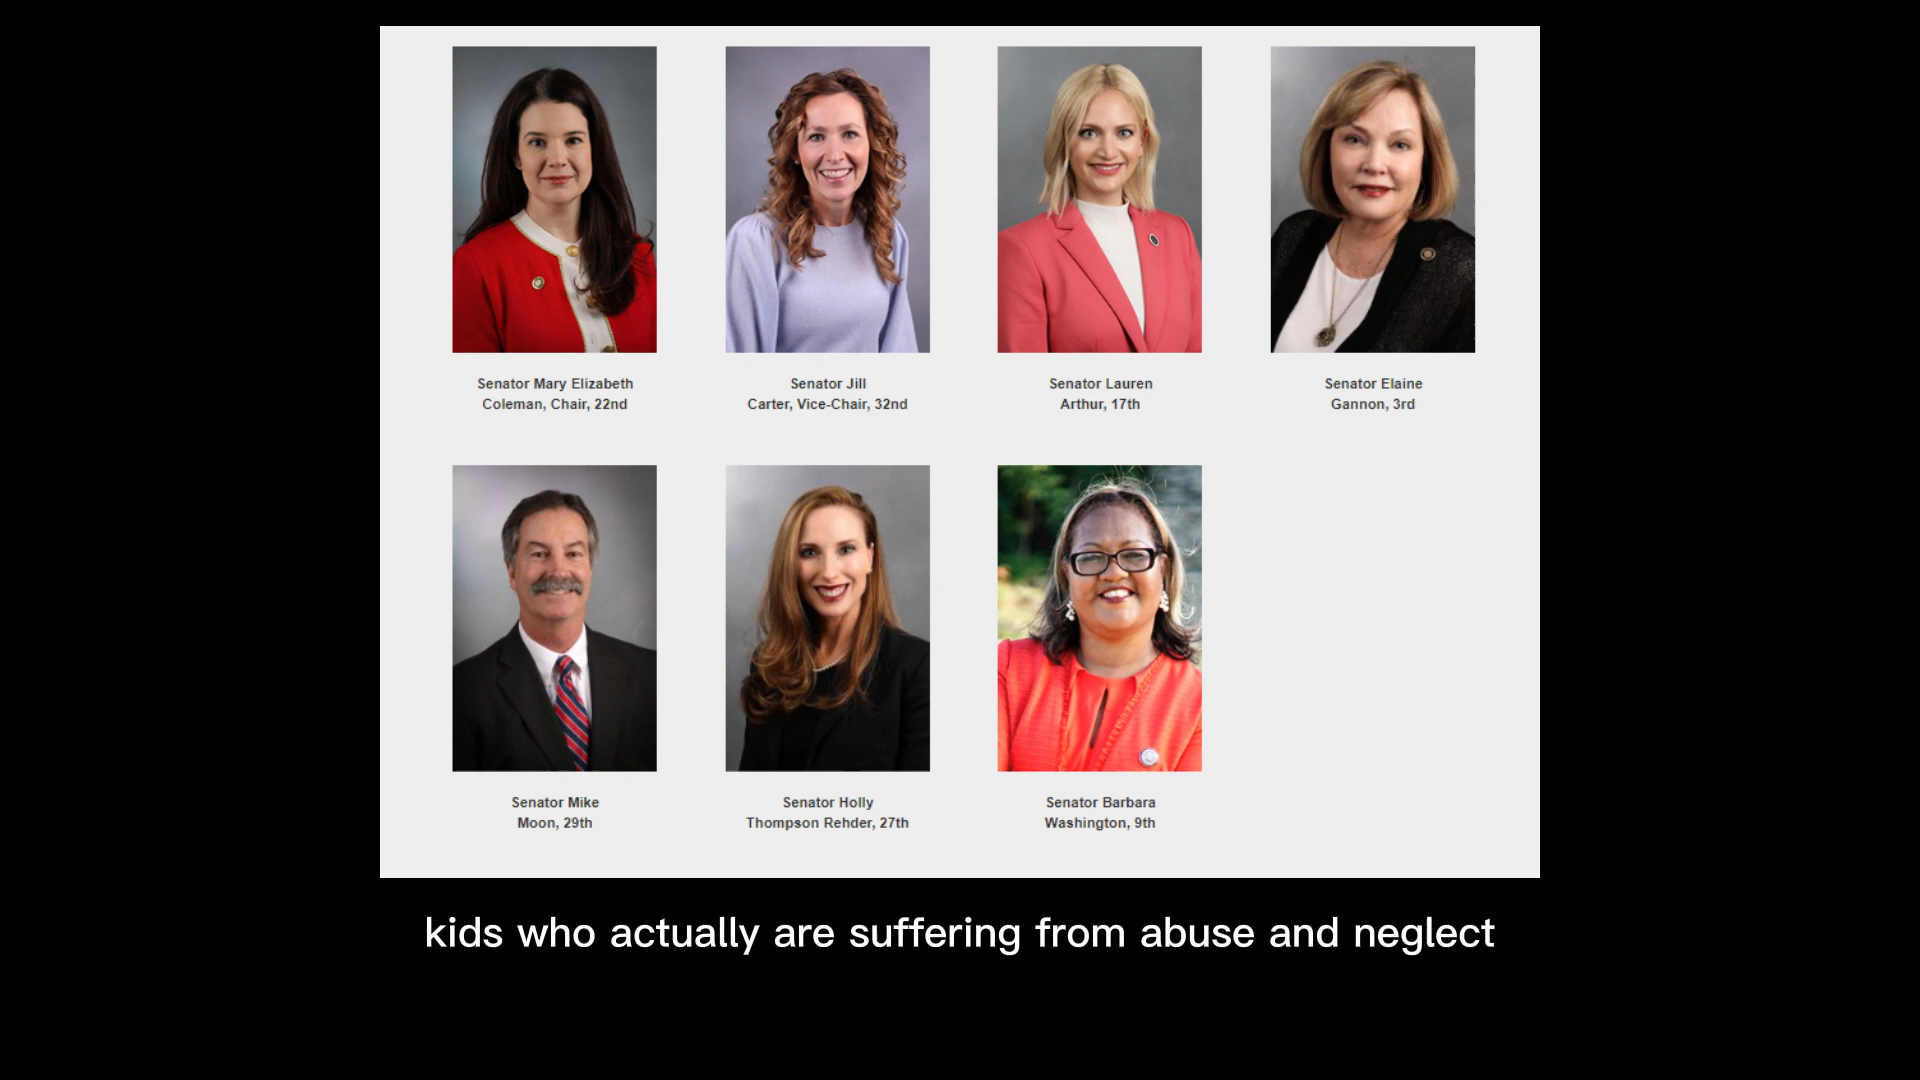 Senator Mary Elizabeth
Coleman, Chair, 22nd
Senator Jill
Carter, Vice-Chair, 32nd
Senator Lauren
Arthur, 17th
Senator Elaine
Gannon, 3rd
Senator Mike
Moon, 29th
Senator Holly
Thompson Rehder, 27th
Senator Barbara
Washington, 9th
kids who actually are suffering from abuse and neglect